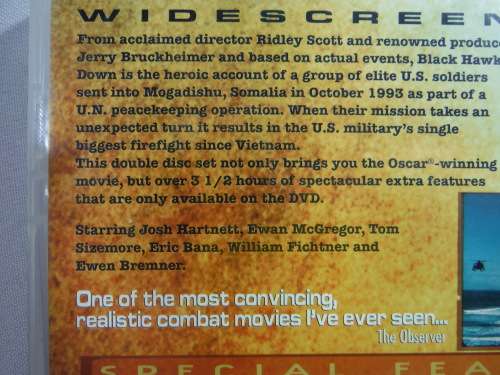 WIDESCREEN
From acclaimed director Ridley Scott and renowned produce
Jerry Bruckheimer and based on actual events, Black Hawk
Down is the heroic account of a group of elite U.S. soldiers
sent into Mogadishu, Somalia in October 1993 as part of a
U.N. peacekeeping operation. When their mission takes an
unexpected turn it results in the U.S. military's single
biggest firefight since Vietnam.
This double disc set not only brings you the Oscar®-winning
movie, but over 3 1/2 hours of spectacular extra features
that are only available on the DVD.
Starring Josh Hartnett, Ewan McGregor, Tom
Sizemore, Eric Bana, William Fichtner and
Ewen Bremner.
One of the most convincing,
realistic combat movies I've ever seen...
The Observer
SPECIAL FEA